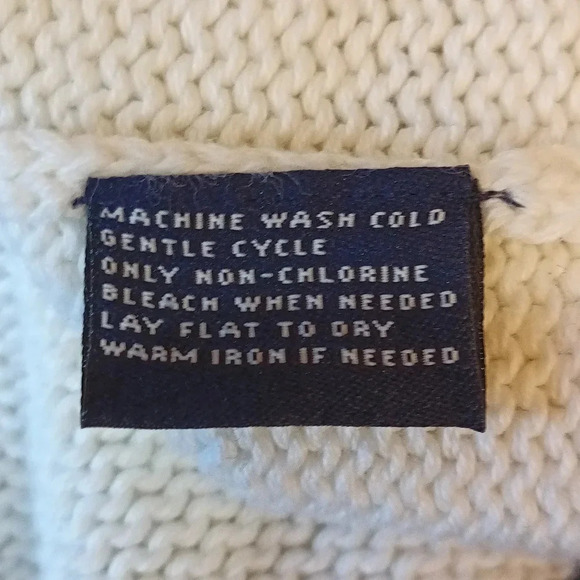 MACHINE WASH COLD
GENTLE CYCLE
ONLY NON-CHLORINE
BLEACH WHEN NEEDED
LAY FLAT TO DRY
WARM IRON IF NEEDED